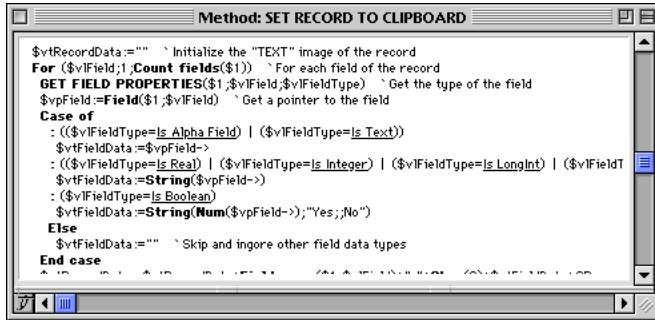 Method: SET RECORD TO CLIPBOARD
$vtRecordData:="" ` Initialize the "TEXT" image of the record
For ($vlField;1;Count fields($1)) ` For each field of the record
GET FIELD PROPERTIES($1;$vlField;$vlFieldType) ` Get the type of the field
$vpField:=Field($1;$vlField) ` Get a pointer to the field
Case of
: (($vlFieldType=Is Alpha Field) | ($vlFieldType=Is Text))
$vtFieldData:=$vpField->
: (($vlFieldType=Is Real) | ($vlFieldType=Is Integer) | ($vlFieldType=Is LongInt) | ($vlFieldT
$vtFieldData:=String($vpField->)
: ($vlFieldType=Is Boolean)
$vtFieldData:=String(Num($vpField->);"Yes;;No")
Else
$vtFieldData:="" ` Skip and ingore other field data types
End case